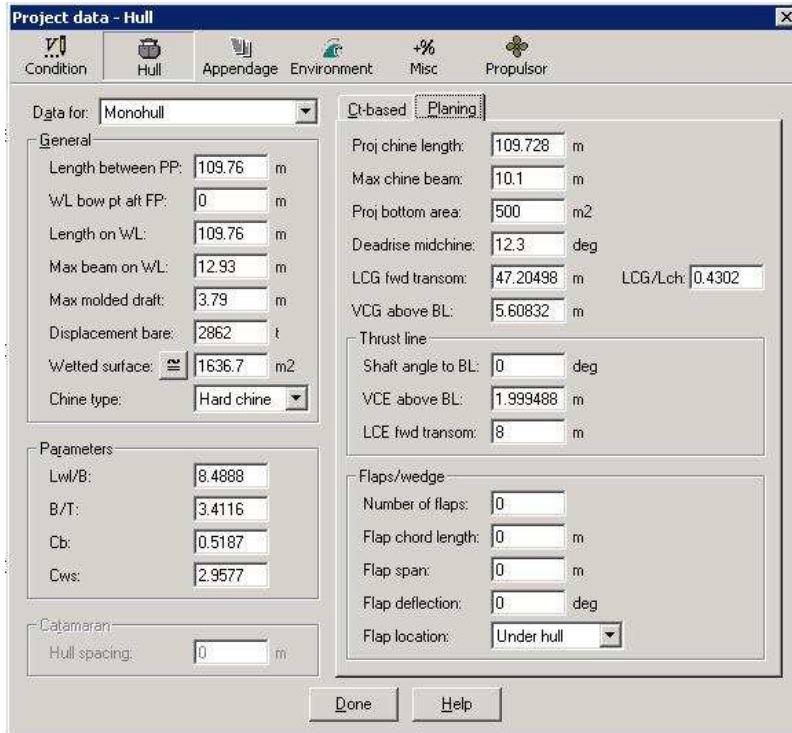 Project data - Hull
Condition Hull Appendage Environment Misc Propulsor
+%
Data for: Monohull
General
Length between PP: 109.76 m
WL bow pt aft FP: 0 m
Length on WL: 109.76 m
Max beam on WL: 12.93 m
Max molded draft: 3.79 m
Displacement bare: 2862 t
Wetted surface: ≅ 1636.7 m2
Chine type: Hard chine
Parameters
Lwl/B: 8.4888
B/T: 3.4116
Cb: 0.5187
Cws: 2.9577
Catamaran
Hull spacing: 0 m
Ct-based Planing
Proj chine length: 109.728 m
Max chine beam: 10.1 m
Proj bottom area: 500 m2
Deadrise midchine: 12.3 deg
LCG fwd transom: 47.20498 m LCG/Lch: 0.4302
VCG above BL: 5.60832 m
Thrust line
Shaft angle to BL: 0 deg
VCE above BL: 1.999488 m
LCE fwd transom: 8 m
Flaps/wedge
Number of flaps: 0
Flap chord length: 0 m
Flap span: 0 m
Flap deflection: 0 deg
Flap location: Under hull
Done Help